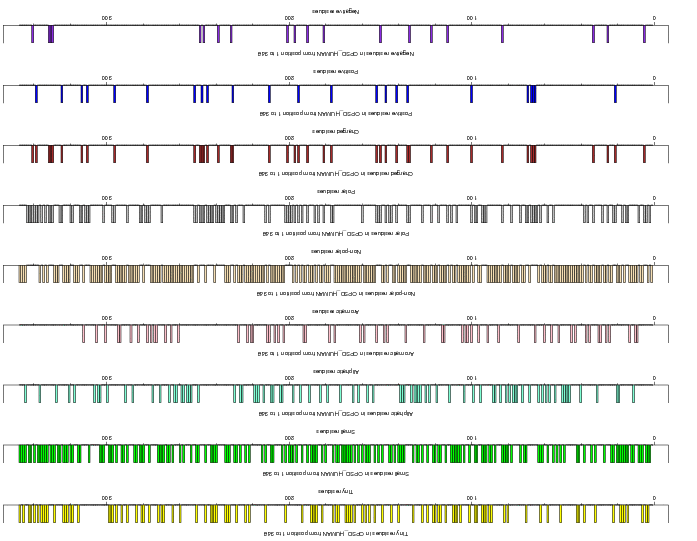 Tiny residues in OPSD_HUMAN from position 1 to 348
0 100 200 300
Tiny residues
Small residues in OPSD_HUMAN from position 1 to 348
0 100 200 300
Small residues
Aliphatic residues in OPSD_HUMAN from position 1 to 348
0 100 200 300
Aliphatic residues
Aromatic residues in OPSD_HUMAN from position 1 to 348
0 100 200 300
Aromatic residues
Non-polar residues in OPSD_HUMAN from position 1 to 348
0 100 200 300
Non-polar residues
Polar residues in OPSD_HUMAN from position 1 to 348
0 100 200 300
Polar residues
Charged residues in OPSD_HUMAN from position 1 to 348
0 100 200 300
Charged residues
Positive residues in OPSD_HUMAN from position 1 to 348
0 100 200 300
Positive residues
Negative residues in OPSD_HUMAN from position 1 to 348
0 100 200 300
Negative residues